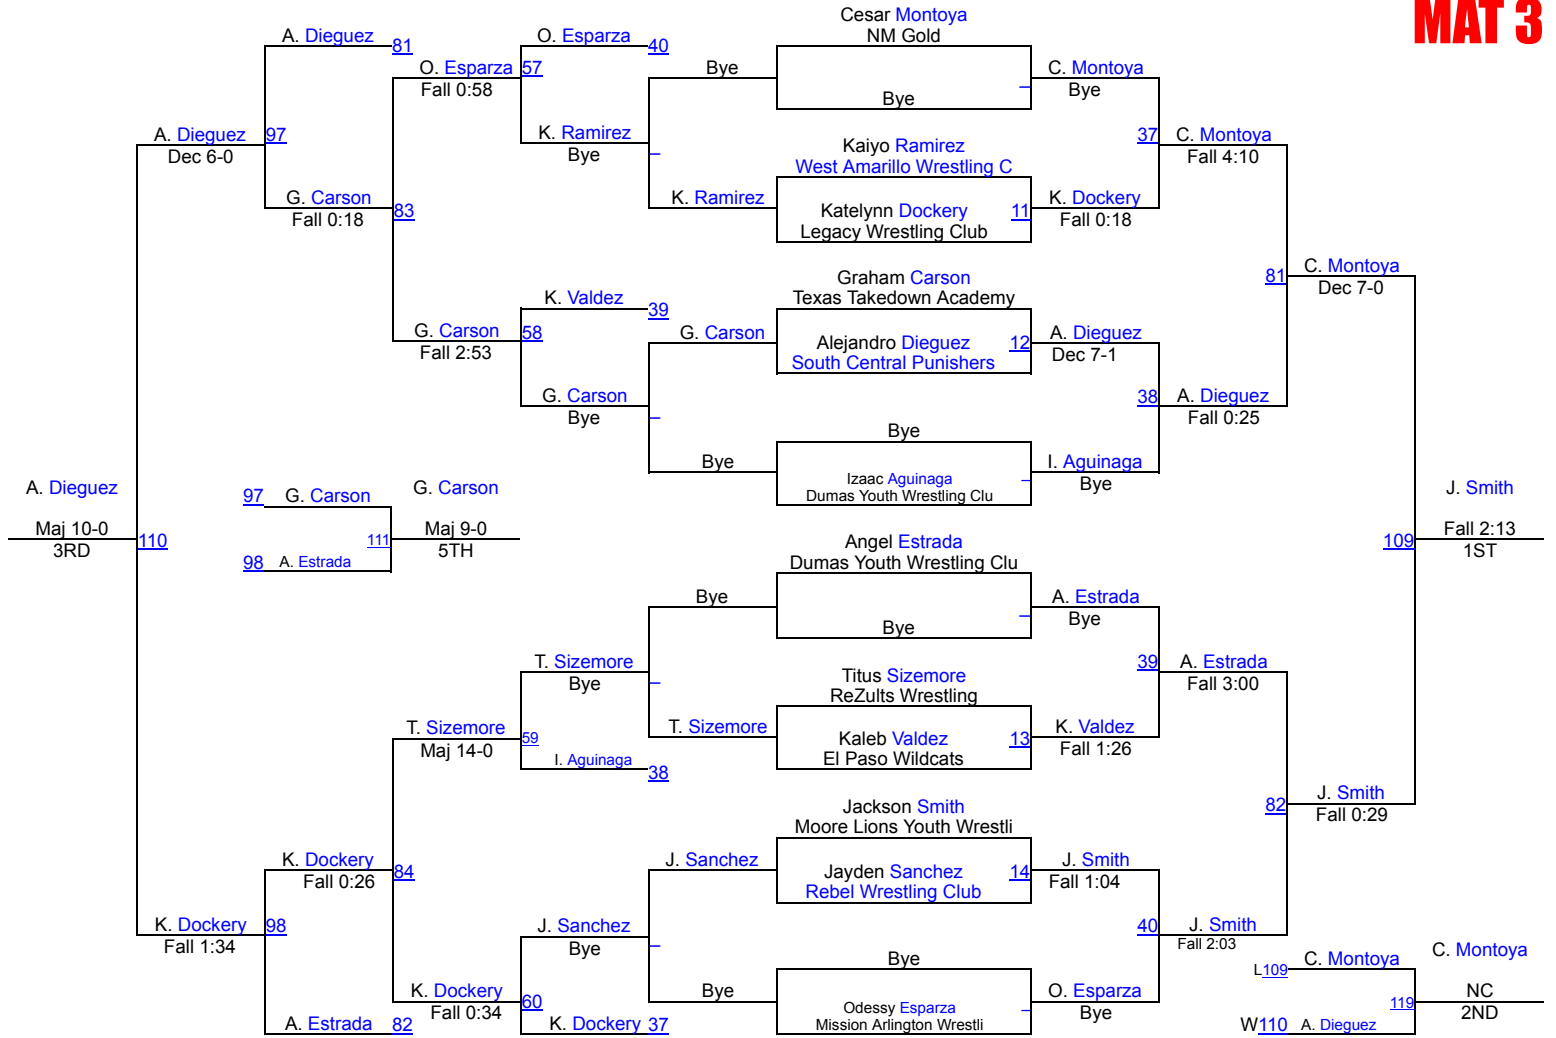 MAT 3
Cesar Montoya
NM Gold
A. Dieguez 81
O. Esparza 40
O. Esparza 57
Fall 0:58
Bye
Bye
C. Montoya
Bye
A. Dieguez 97
Dec 6-0
K. Ramirez
Bye
Kaiyo Ramirez
West Amarillo Wrestling C
37 C. Montoya
Fall 4:10
G. Carson 83
Fall 0:18
K. Ramirez
Katelynn Dockery 11
Legacy Wrestling Club
K. Dockery
Fall 0:18
Graham Carson
Texas Takedown Academy
81 C. Montoya
Dec 7-0
K. Valdez 39
G. Carson 58
Fall 2:53
G. Carson
Alejandro Dieguez 12
South Central Punishers
A. Dieguez
Dec 7-1
G. Carson
Bye
38 A. Dieguez
Fall 0:25
Bye
Bye
Izaac Aguinaga
Dumas Youth Wrestling Clu
I. Aguinaga
Bye
A. Dieguez
Maj 10-0
3RD
110
97 G. Carson
98 A. Estrada
111
G. Carson
Maj 9-0
5TH
J. Smith
Fall 2:13
1ST
109
Angel Estrada
Dumas Youth Wrestling Clu
Bye
Bye
A. Estrada
Bye
T. Sizemore
Bye
Titus Sizemore
ReZults Wrestling
39 A. Estrada
Fall 3:00
T. Sizemore 59
Maj 14-0
T. Sizemore
Kaleb Valdez 13
El Paso Wildcats
K. Valdez
Fall 1:26
I. Aguinaga 38
Jackson Smith
Moore Lions Youth Wrestli
82 J. Smith
Fall 0:29
K. Dockery 84
Fall 0:26
J. Sanchez
Jayden Sanchez 14
Rebel Wrestling Club
J. Smith
Fall 1:04
K. Dockery 98
Fall 1:34
J. Sanchez
Bye
40 J. Smith
Fall 2:03
Bye
Bye
Odessy Esparza
Mission Arlington Wrestli
O. Esparza
Bye
K. Dockery 60
Fall 0:34
A. Estrada 82
K. Dockery 37
L109 C. Montoya
W110 A. Dieguez
119
C. Montoya
NC
2ND